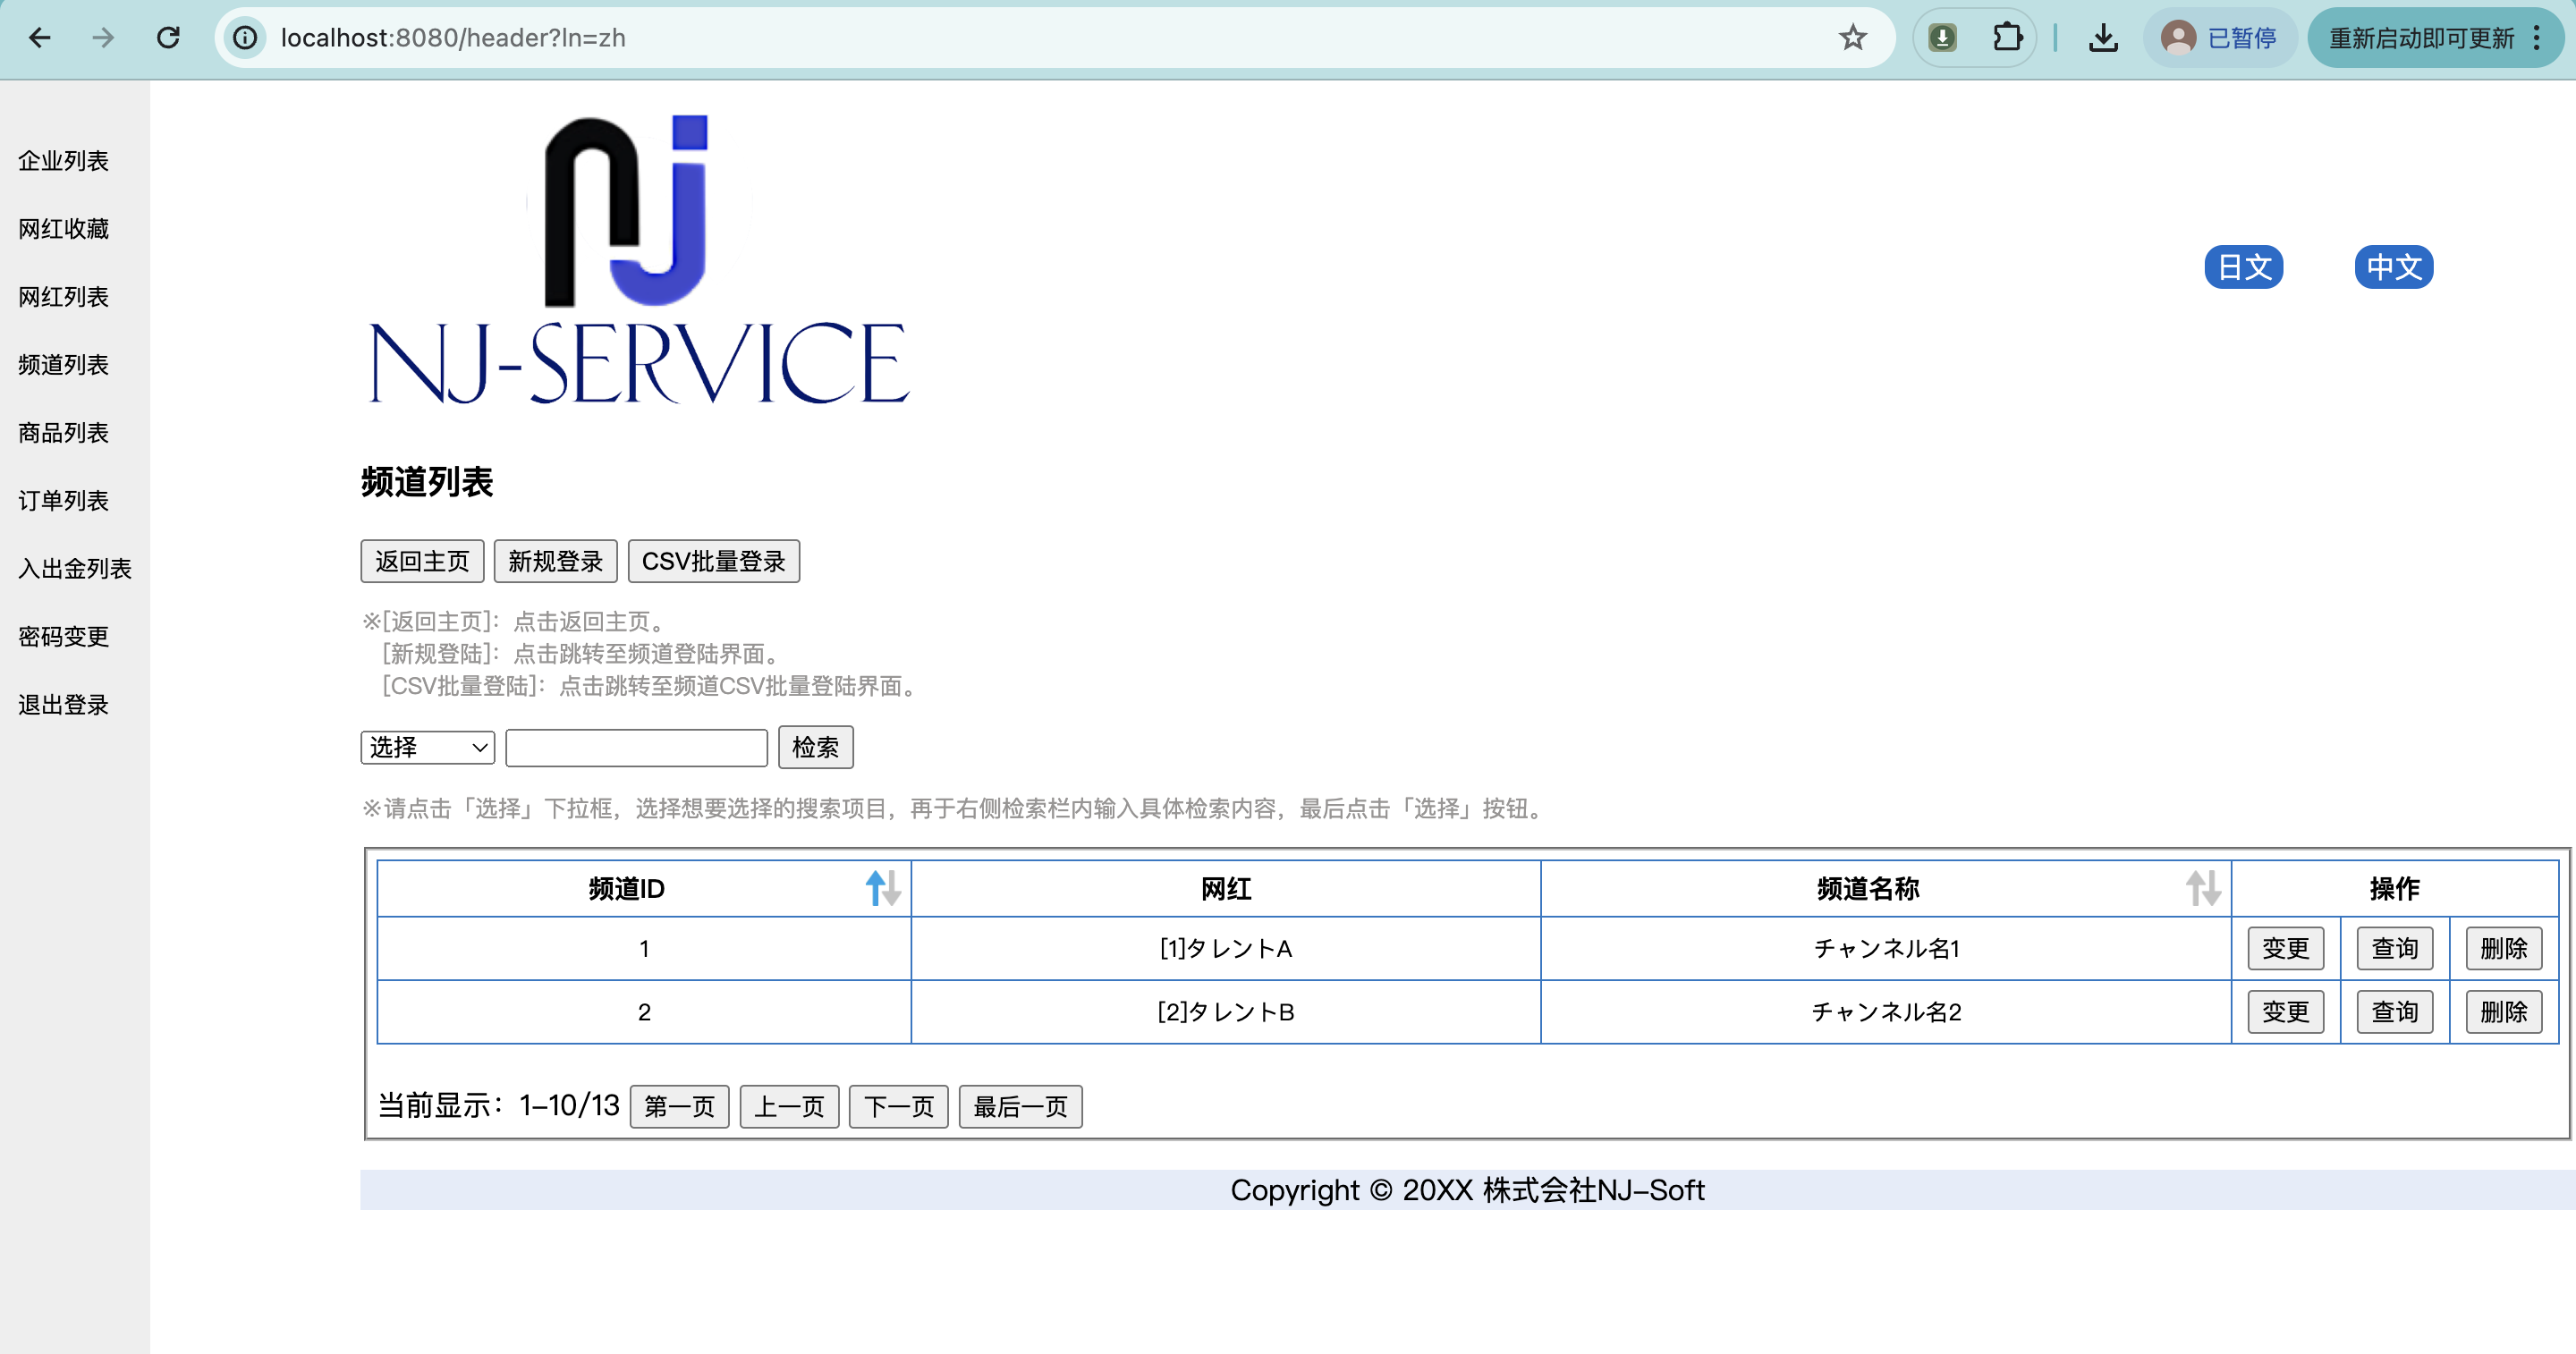 localhost:8080/header?ln=zh
已暂停
重新启动即可更新
企业列表
网红收藏
网红列表
频道列表
商品列表
订单列表
入出金列表
密码变更
退出登录
nj
NJ-SERVICE
日文 中文
频道列表
返回主页 新规登录 CSV批量登录
※[返回主页]：点击返回主页。
[新规登陆]：点击跳转至频道登陆界面。
[CSV批量登陆]：点击跳转至频道CSV批量登陆界面。
选择 检索
※请点击「选择」下拉框，选择想要选择的搜索项目，再于右侧检索栏内输入具体检索内容，最后点击「选择」按钮。
频道ID 网红 频道名称 操作
1 [1]タレントA チャンネル名1 变更 查询 删除
2 [2]タレントB チャンネル名2 变更 查询 删除
当前显示：1–10/13 第一页 上一页 下一页 最后一页
Copyright © 20XX 株式会社NJ–Soft